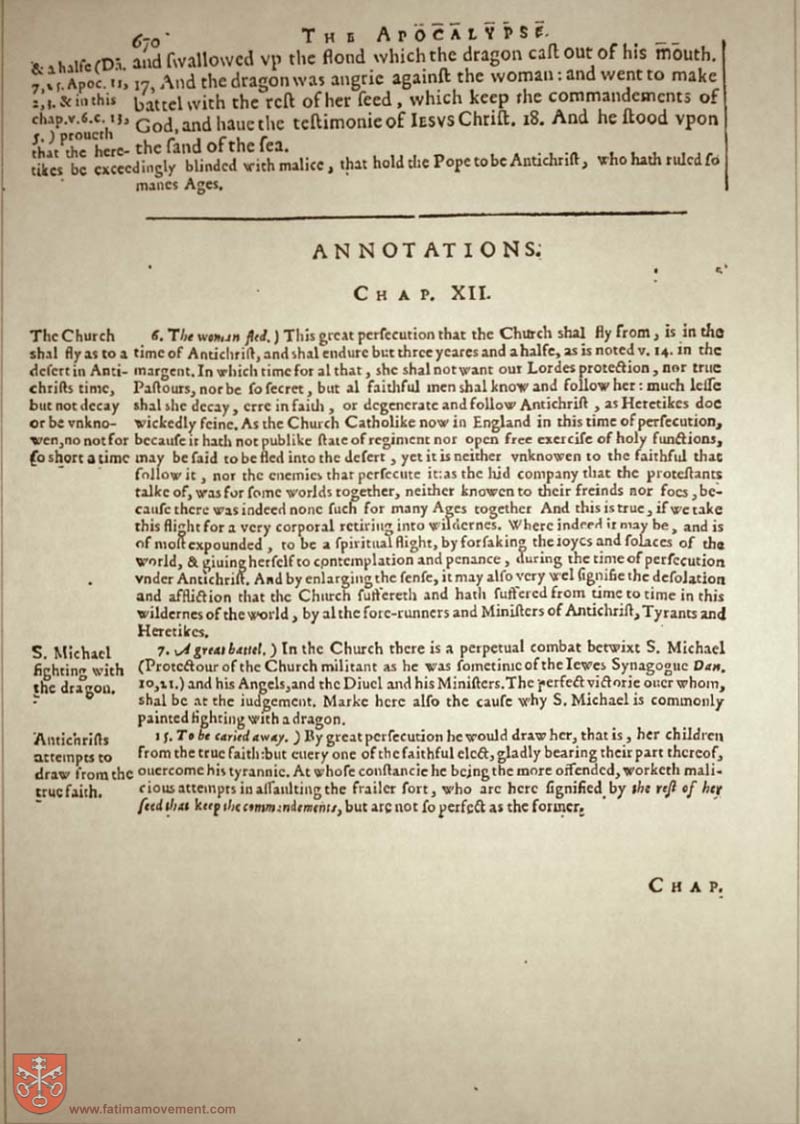 670 THE APOCALYPSE.
& a halfe (Dã. and ſwallowed vp the floud which the dragon caſt out of his mouth.
7, 25. Apoc. 11, 17, And the dragon was angrie againſt the woman: and went to make
2, 3. & in this battel with the reſt of her ſeed, which keep the commandements of
chap. v. 6. c. 13, God, and haue the teſtimonie of IESVS Chriſt. 18. And he ſtood vpon
5.) proueth the ſand of the ſea.
that the here-
tikes be exceedingly blinded with malice, that hold the Pope to be Antichriſt, who hath ruled ſo
manes Ages.
ANNOTATIONS.
CHAP. XII.
The Church
ſhal fly as to a
deſert in Anti-
chriſts time,
but not decay
or be vnkno-
wen, no not for
ſo short a time
6. The woman fled.) This great perſecution that the Church shal fly from, is in the
time of Antichriſt, and shal endure but three yeares and a halfe, as is noted v. 14. in the
margent. In which time for al that, she shal not want our Lordes protection, nor true
Paſtours, nor be ſo ſecret, but al faithful men shal know and follow her: much leſſe
shal she decay, erre in faith, or degenerate and follow Antichriſt, as Heretikes doe
wickedly feine. As the Church Catholike now in England in this time of perſecution,
becauſe it hath not publike ſtate of regiment nor open free exerciſe of holy functions,
may be ſaid to be fled into the deſert, yet it is neither vnknowen to the faithful that
follow it, nor the enemies that perſecute it: as the hid company that the proteſtants
talke of, was for ſome worlds together, neither knowen to their freinds nor foes, be-
cauſe there was indeed none ſuch for many Ages together And this is true, if we take
this flight for a very corporal retiring into wildernes. Where indeed it may be, and is
of moſt expounded, to be a ſpiritual flight, by forſaking the ioyes and ſolaces of the
world, & giuing herſelf to contemplation and penance, during the time of perſecution
vnder Antichriſt. And by enlarging the ſenſe, it may alſo very wel ſignifie the deſolation
and affliction that the Church ſuffereth and hath ſuffered from time to time in this
wildernes of the world, by al the fore-runners and Miniſters of Antichriſt, Tyrants and
Heretikes.
S. Michael
fighting with
the dragon.
7. A great battel.) In the Church there is a perpetual combat betwixt S. Michael
(Protectour of the Church militant as he was ſometime of the Iewes Synagogue Dan.
10, 21.) and his Angels, and the Diuel and his Miniſters. The perfect victorie ouer whom,
shal be at the iudgement. Marke here alſo the cauſe why S. Michael is commonly
painted fighting with a dragon.
Antichriſts
attempts to
draw from the
true faith.
15. To be caried away.) By great perſecution he would draw her, that is, her children
from the true faith: but euery one of the faithful elect, gladly bearing their part thereof,
ouercome his tyrannie. At whoſe conſtancie he being the more offended, worketh mali-
cious attempts in aſſaulting the frailer ſort, who are here ſignified by the reſt of her
ſeed that keep the commandements, but are not ſo perfect as the former.
CHAP.
www.fatimamovement.com